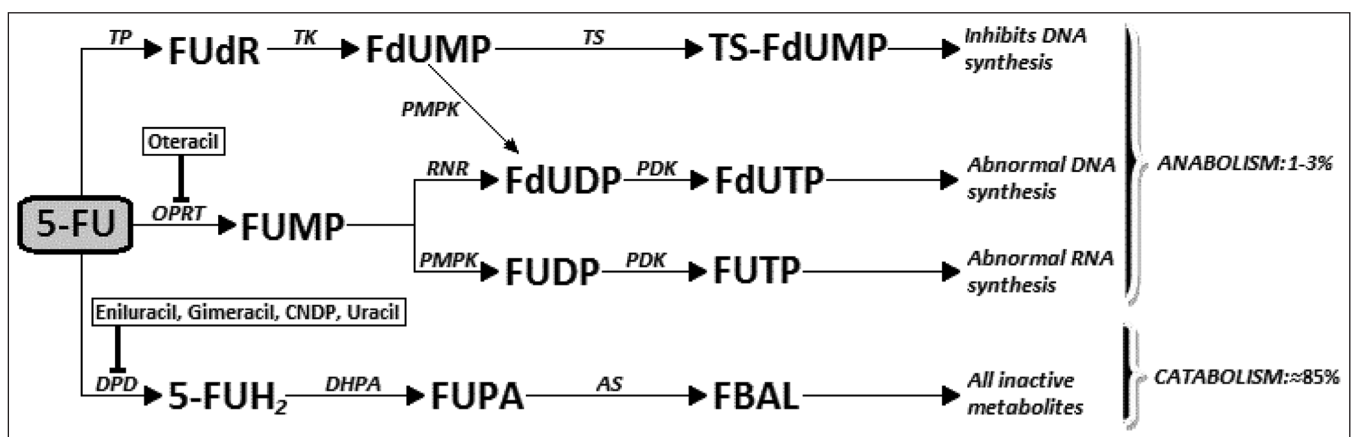 TP
FUdR
TK
FdUMP
TS
TS-FdUMP
Inhibits DNA
synthesis
PMPK
Oteracil
RNR
FdUDP
PDK
FdUTP
Abnormal DNA
synthesis
ANABOLISM: 1-3%
5-FU
OPRT
FUMP
PMPK
FUDP
PDK
FUTP
Abnormal RNA
synthesis
Eniluracil, Gimeracil, CNDP, Uracil
DPD
5-FUH2
DHPA
FUPA
AS
FBAL
All inactive
metabolites
CATABOLISM:≈85%